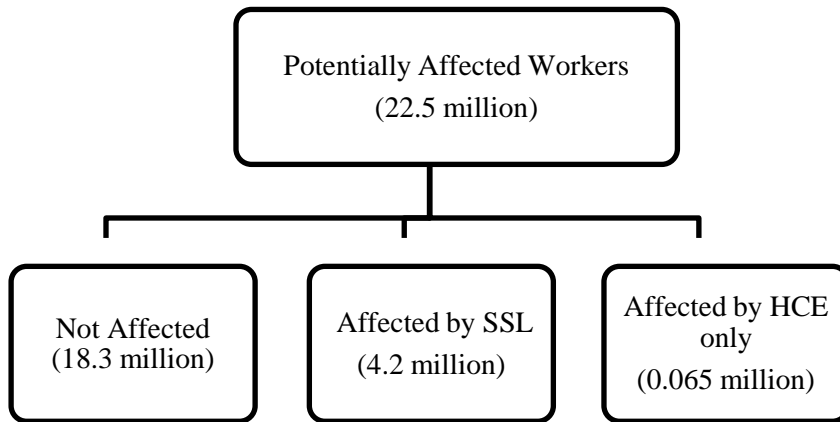 Potentially Affected Workers
(22.5 million)
Not Affected
(18.3 million)
Affected by SSL
(4.2 million)
Affected by HCE
only
(0.065 million)